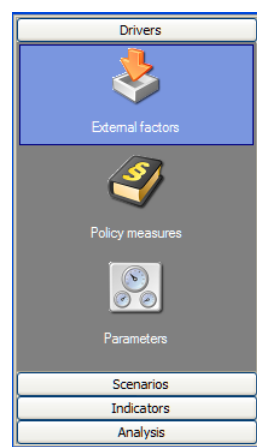 Drivers
External factors
§
Policy measures
Parameters
Scenarios
Indicators
Analysis